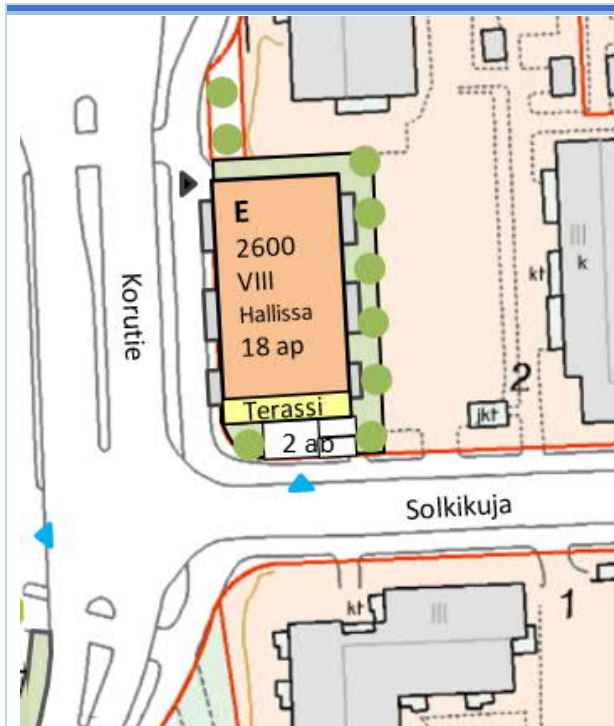 E
2600
VIII
Hallissa
18 ap
Terassi
2 ap
Korutie
Solkikuja
III
k
kt
2
jkt
1
kt
III